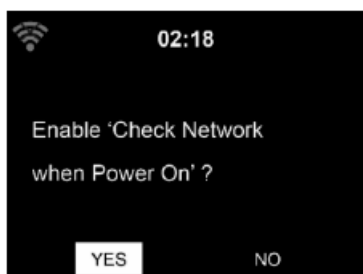 02:18
Enable ‘Check Network
when Power On’ ?
YES NO